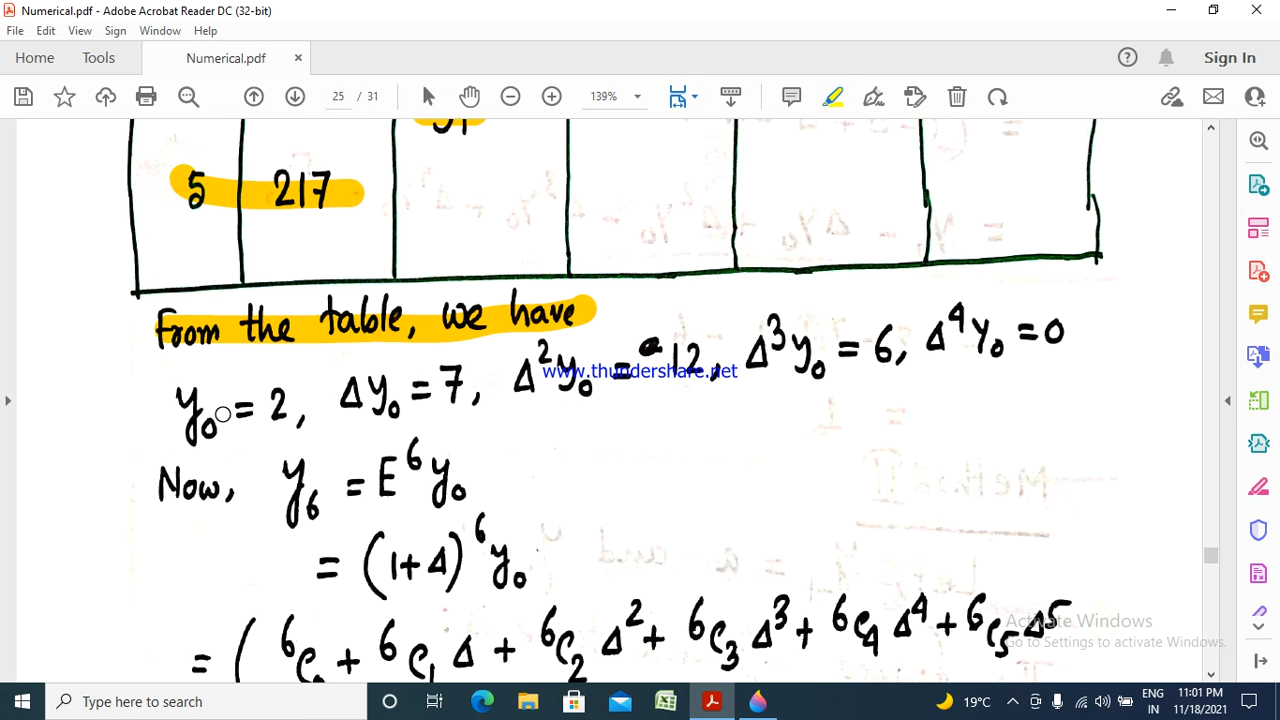 Numerical.pdf - Adobe Acrobat Reader DC (32-bit)
File Edit View Sign Window Help
Home Tools Numerical.pdf × Sign In
25 / 31 139%
5 217
From the table, we have
y₀ = 2, Δy₀ = 7, Δ²y₀ = 12, Δ³y₀ = 6, Δ⁴y₀ = 0
www.thundershare.net
Now, y₆ = E⁶y₀
= (1+Δ)⁶y₀
= (⁶C₀ + ⁶C₁ Δ + ⁶C₂ Δ² + ⁶C₃ Δ³ + ⁶C₄ Δ⁴ + ⁶C₅ Δ⁵
Activate Windows
Go to Settings to activate Windows.
Type here to search
19°C ENG IN 11:01 PM 11/18/2021